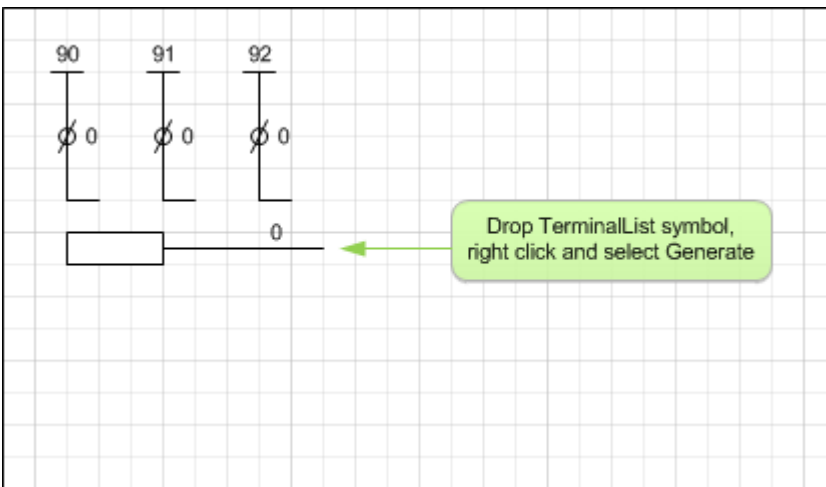 90 91 92
0 0 0
0
Drop TerminalList symbol,
right click and select Generate